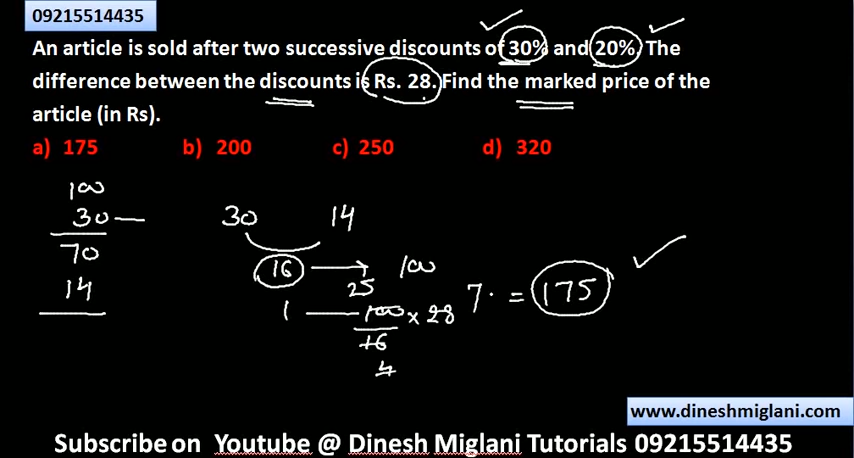 09215514435
An article is sold after two successive discounts of 30% and 20%. The
difference between the discounts is Rs. 28. Find the marked price of the
article (in Rs).
a) 175 b) 200 c) 250 d) 320
100
30
70
14
30 14
16 → 100
25
1 — 100 × 28 7. = 175
16
4
www.dineshmiglani.com
Subscribe on Youtube @ Dinesh Miglani Tutorials 09215514435